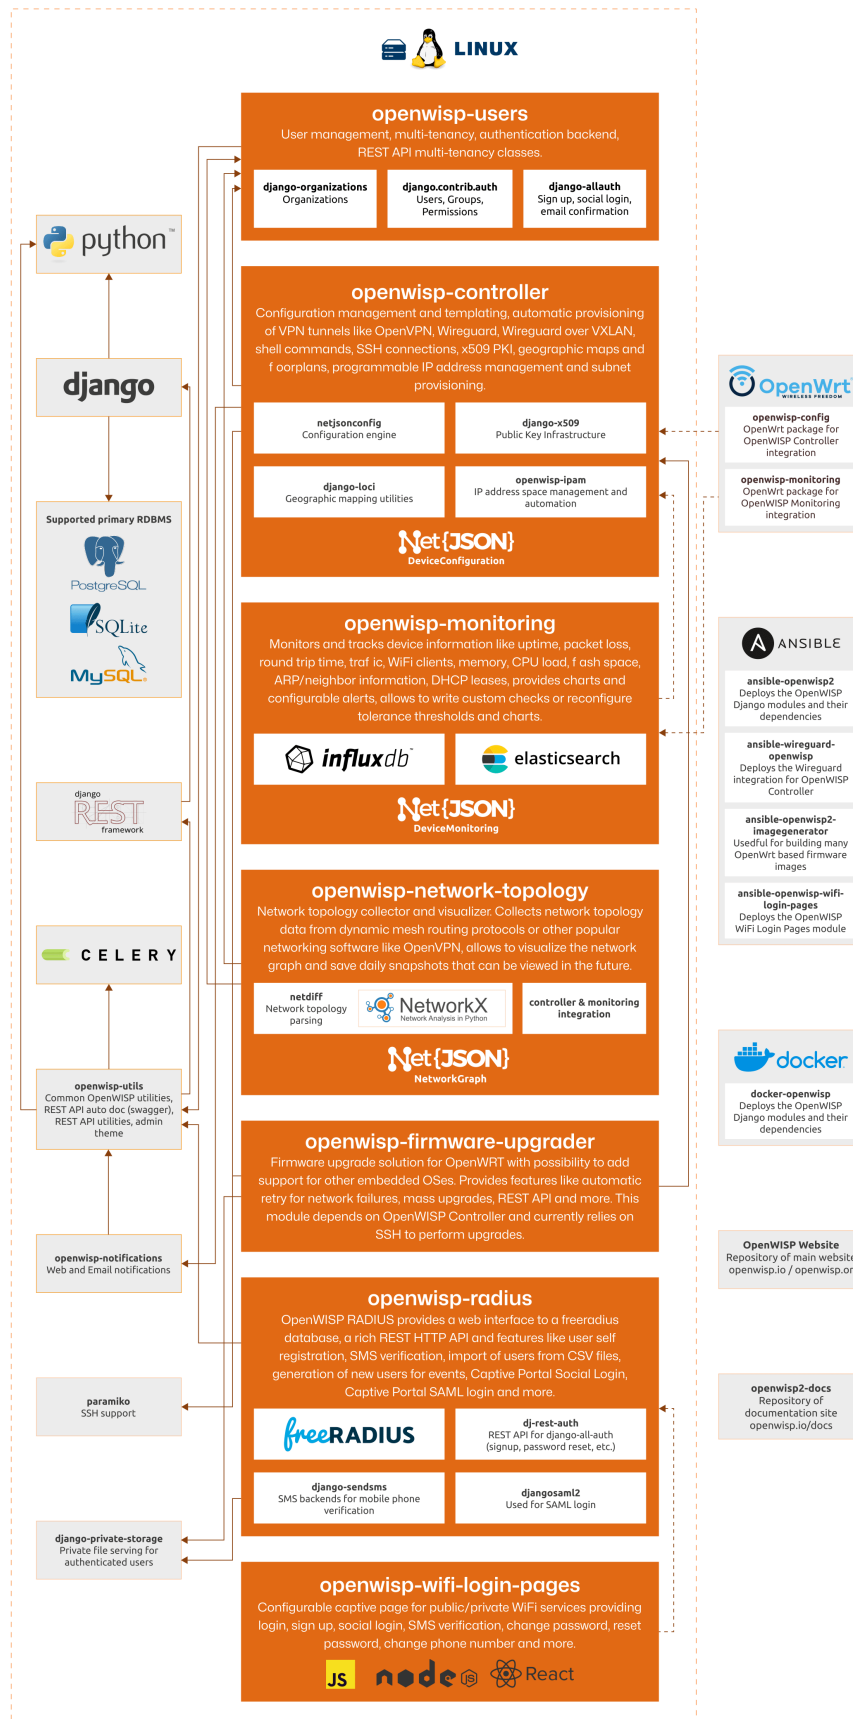 LINUX
openwisp-users
User management, multi-tenancy, authentication backend,
REST API multi-tenancy classes.
django-organizations
Organizations
django.contrib.auth
Users, Groups,
Permissions
django-allauth
Sign up, social login,
email confirmation
python™
django
Supported primary RDBMS
PostgreSQL
SQLite
MySQL®
django
REST
framework
CELERY
openwisp-utils
Common OpenWISP utilities,
REST API auto doc (swagger),
REST API utilities, admin
theme
openwisp-notifications
Web and Email notifications
paramiko
SSH support
django-private-storage
Private file serving for
authenticated users
openwisp-controller
Configuration management and templating, automatic provisioning
of VPN tunnels like OpenVPN, Wireguard, Wireguard over VXLAN,
shell commands, SSH connections, x509 PKI, geographic maps and
f oorplans, programmable IP address management and subnet
provisioning.
netjsonconfig
Configuration engine
django-x509
Public Key Infrastructure
django-loci
Geographic mapping utilities
openwisp-ipam
IP address space management and
automation
Net{JSON}
DeviceConfiguration
openwisp-monitoring
Monitors and tracks device information like uptime, packet loss,
round trip time, traf ic, WiFi clients, memory, CPU load, f ash space,
ARP/neighbor information, DHCP leases, provides charts and
configurable alerts, allows to write custom checks or reconfigure
tolerance thresholds and charts.
influxdb
elasticsearch
Net{JSON}
DeviceMonitoring
openwisp-network-topology
Network topology collector and visualizer. Collects network topology
data from dynamic mesh routing protocols or other popular
networking software like OpenVPN, allows to visualize the network
graph and save daily snapshots that can be viewed in the future.
netdiff
Network topology
parsing
NetworkX
Network Analysis in Python
controller & monitoring
integration
Net{JSON}
NetworkGraph
openwisp-firmware-upgrader
Firmware upgrade solution for OpenWRT with possibility to add
support for other embedded OSes. Provides features like automatic
retry for network failures, mass upgrades, REST API and more. This
module depends on OpenWISP Controller and currently relies on
SSH to perform upgrades.
openwisp-radius
OpenWISP RADIUS provides a web interface to a freeradius
database, a rich REST HTTP API and features like user self
registration, SMS verification, import of users from CSV files,
generation of new users for events, Captive Portal Social Login,
Captive Portal SAML login and more.
freeRADIUS
dj-rest-auth
REST API for django-all-auth
(signup, password reset, etc.)
django-sendsms
SMS backends for mobile phone
verification
djangosaml2
Used for SAML login
openwisp-wifi-login-pages
Configurable captive page for public/private WiFi services providing
login, sign up, social login, SMS verification, change password, reset
password, change phone number and more.
JS
node JS
React
OpenWrt
WIRELESS FREEDOM
openwisp-config
OpenWrt package for
OpenWISP Controller
integration
openwisp-monitoring
OpenWrt package for
OpenWISP Monitoring
integration
ANSIBLE
ansible-openwisp2
Deploys the OpenWISP
Django modules and their
dependencies
ansible-wireguard-
openwisp
Deploys the Wireguard
integration for OpenWISP
Controller
ansible-openwisp2-
imagegenerator
Usedful for building many
OpenWrt based firmware
images
ansible-openwisp-wifi-
login-pages
Deploys the OpenWISP
WiFi Login Pages module
docker
docker-openwisp
Deploys the OpenWISP
Django modules and their
dependencies
OpenWISP Website
Repository of main website
openwisp.io / openwisp.or
openwisp2-docs
Repository of
documentation site
openwisp.io/docs